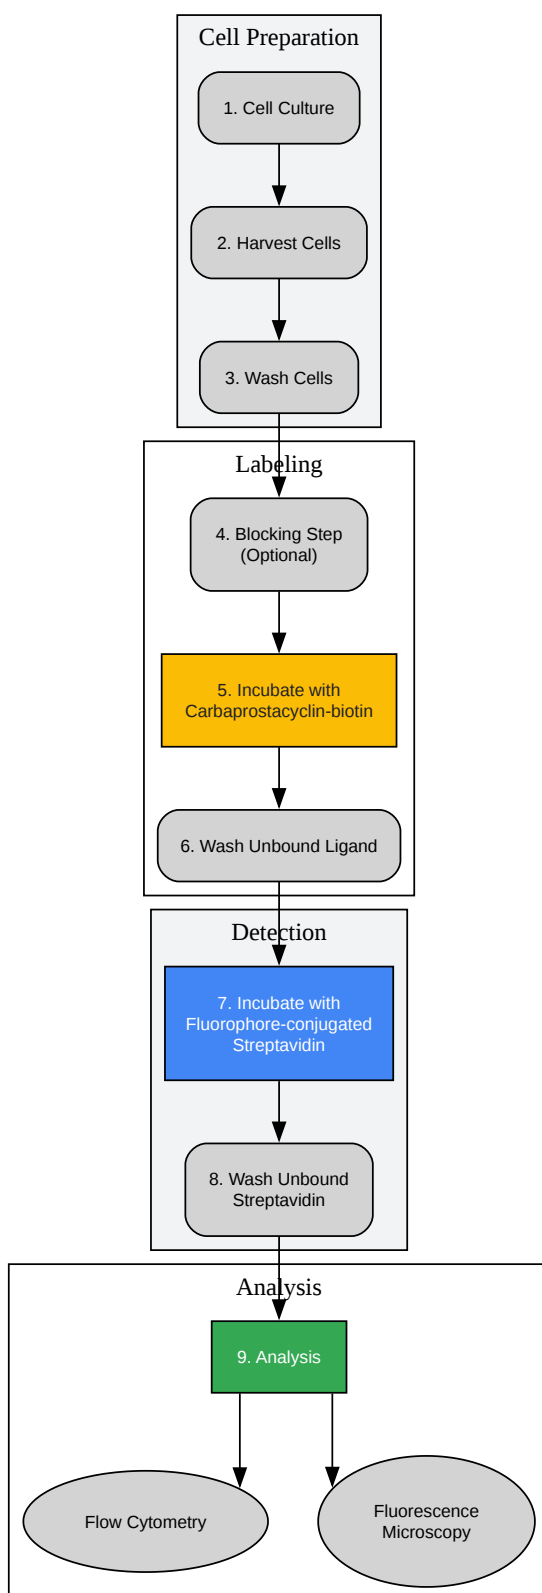 Cell Preparation
1. Cell Culture
2. Harvest Cells
3. Wash Cells
Labeling
4. Blocking Step
(Optional)
5. Incubate with
Carbaprostacyclin-biotin
6. Wash Unbound Ligand
Detection
7. Incubate with
Fluorophore-conjugated
Streptavidin
8. Wash Unbound
Streptavidin
Analysis
9. Analysis
Flow Cytometry
Fluorescence
Microscopy